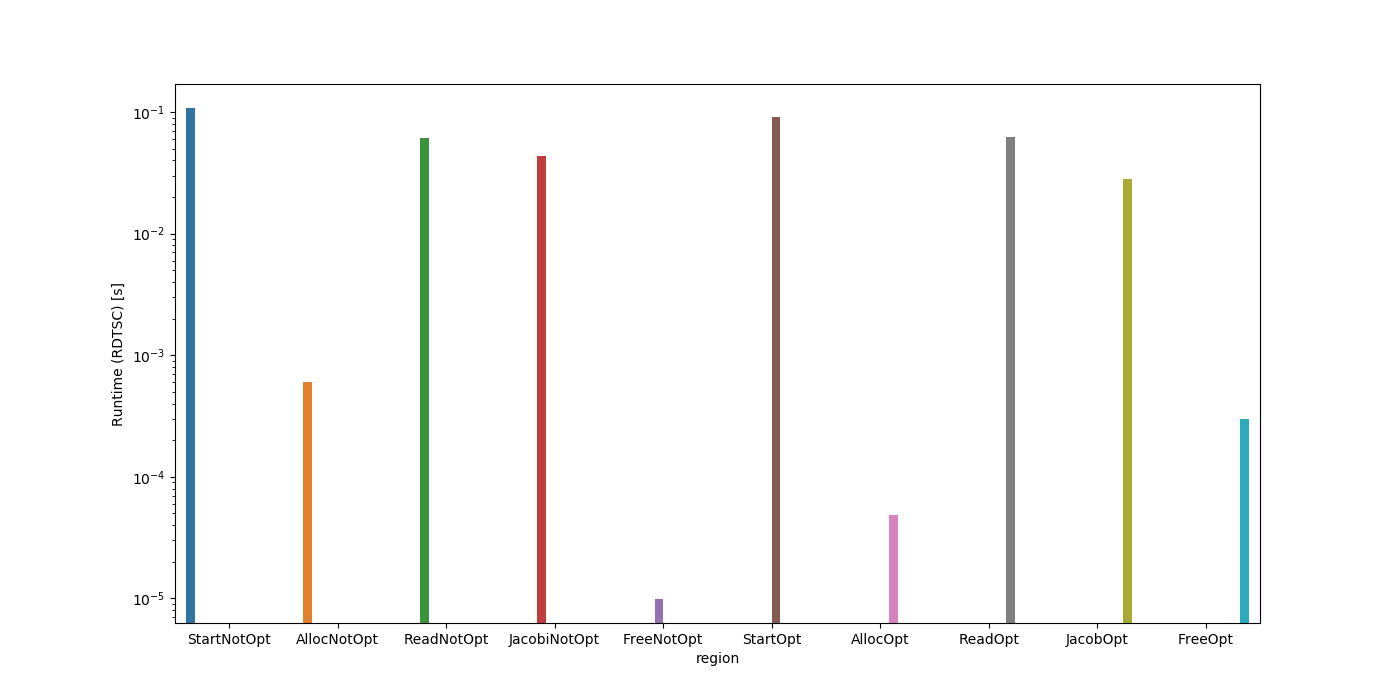 10⁻¹
10⁻²
10⁻³
10⁻⁴
10⁻⁵
Runtime (RDTSC) [s]
StartNotOpt AllocNotOpt ReadNotOpt JacobiNotOpt FreeNotOpt StartOpt AllocOpt ReadOpt JacobOpt FreeOpt
region